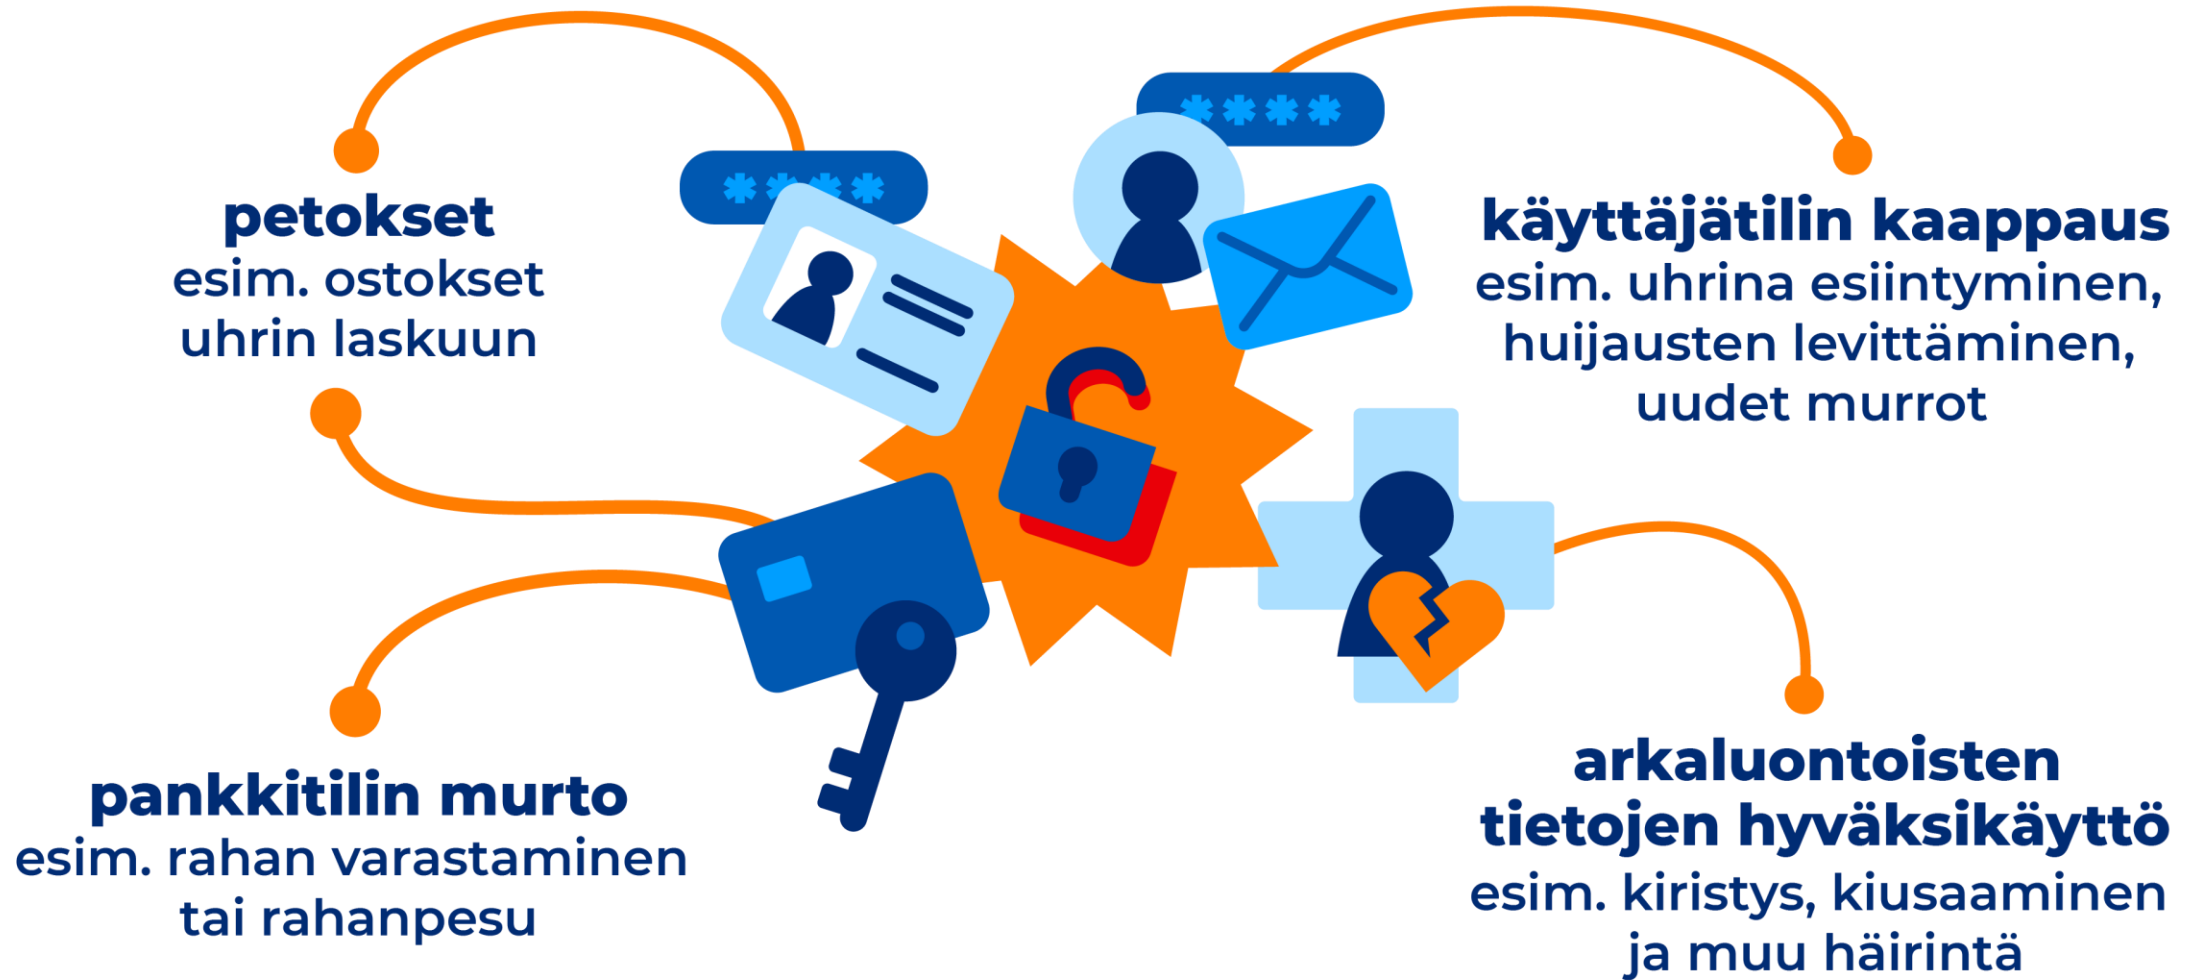 petokset
esim. ostokset
uhrin laskuun
käyttäjätilin kaappaus
esim. uhrina esiintyminen,
huijausten levittäminen,
uudet murrot
pankkitilin murto
esim. rahan varastaminen
tai rahanpesu
arkaluontoisten
tietojen hyväksikäyttö
esim. kiristys, kiusaaminen
ja muu häirintä